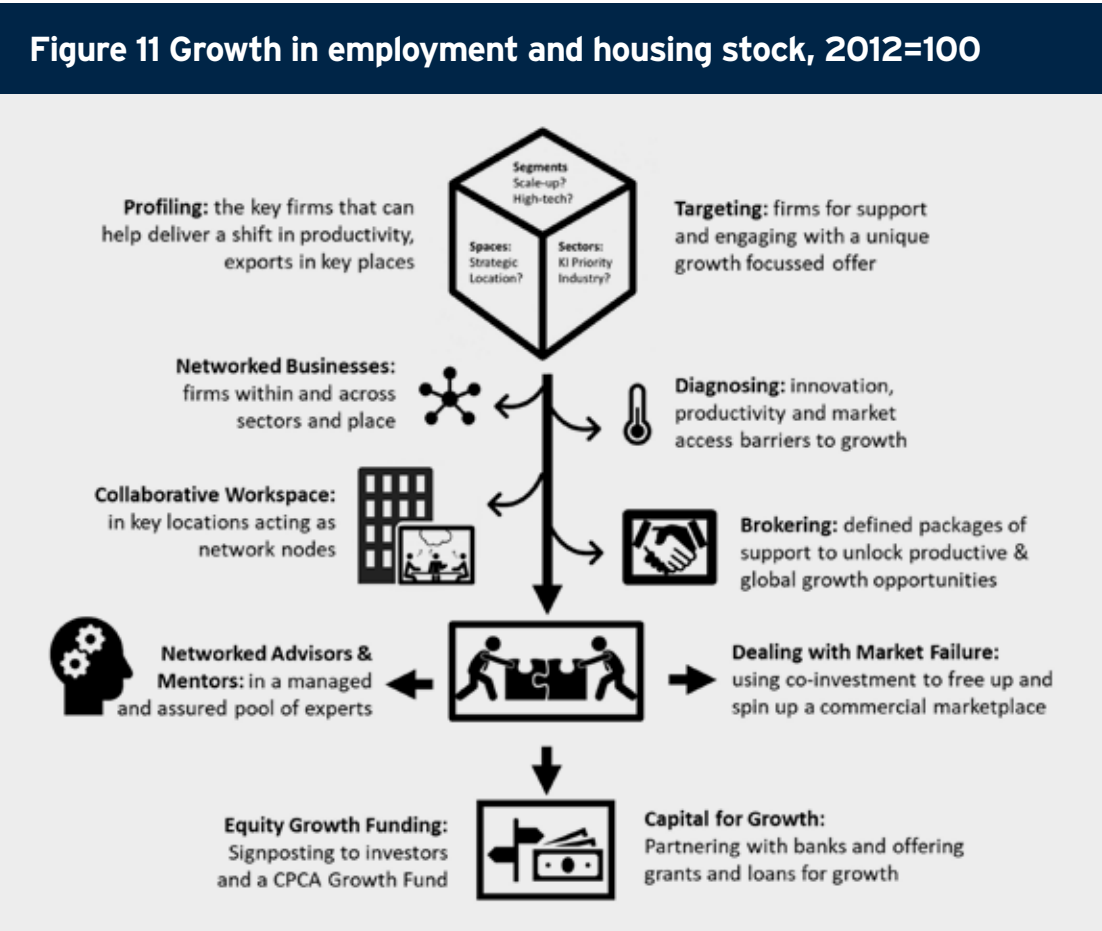 Figure 11 Growth in employment and housing stock, 2012=100
Segments
Scale-up?
High-tech?
Spaces:
Strategic
Location?
Sectors:
KI Priority
Industry?
Profiling: the key firms that can
help deliver a shift in productivity,
exports in key places
Targeting: firms for support
and engaging with a unique
growth focussed offer
Networked Businesses:
firms within and across
sectors and place
Diagnosing: innovation,
productivity and market
access barriers to growth
Collaborative Workspace:
in key locations acting as
network nodes
Brokering: defined packages of
support to unlock productive &
global growth opportunities
Networked Advisors &
Mentors: in a managed
and assured pool of experts
Dealing with Market Failure:
using co-investment to free up and
spin up a commercial marketplace
Equity Growth Funding:
Signposting to investors
and a CPCA Growth Fund
Capital for Growth:
Partnering with banks and offering
grants and loans for growth